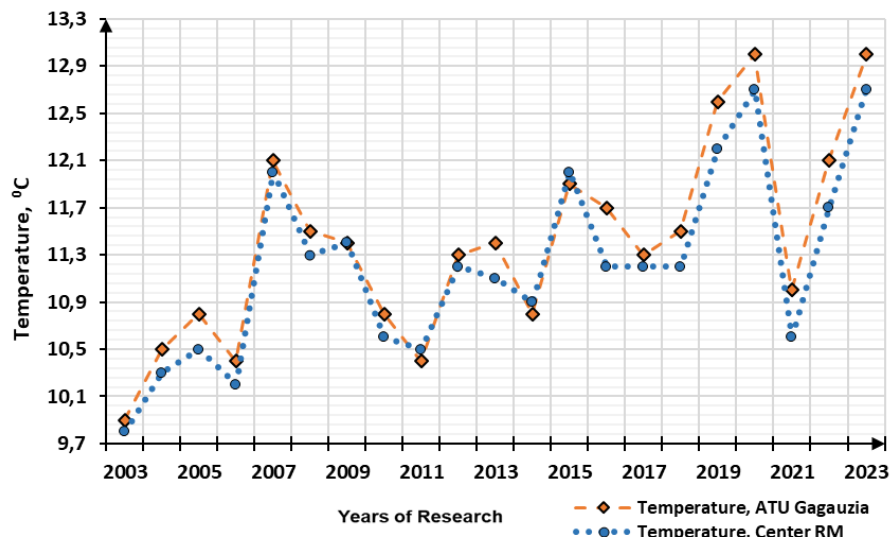 13,3
12,9
12,5
12,1
11,7
11,3
10,9
10,5
10,1
9,7
Temperature, ⁰C
2003 2005 2007 2009 2011 2013 2015 2017 2019 2021 2023
Years of Research
Temperature, ATU Gagauzia
Temperature, Center RM